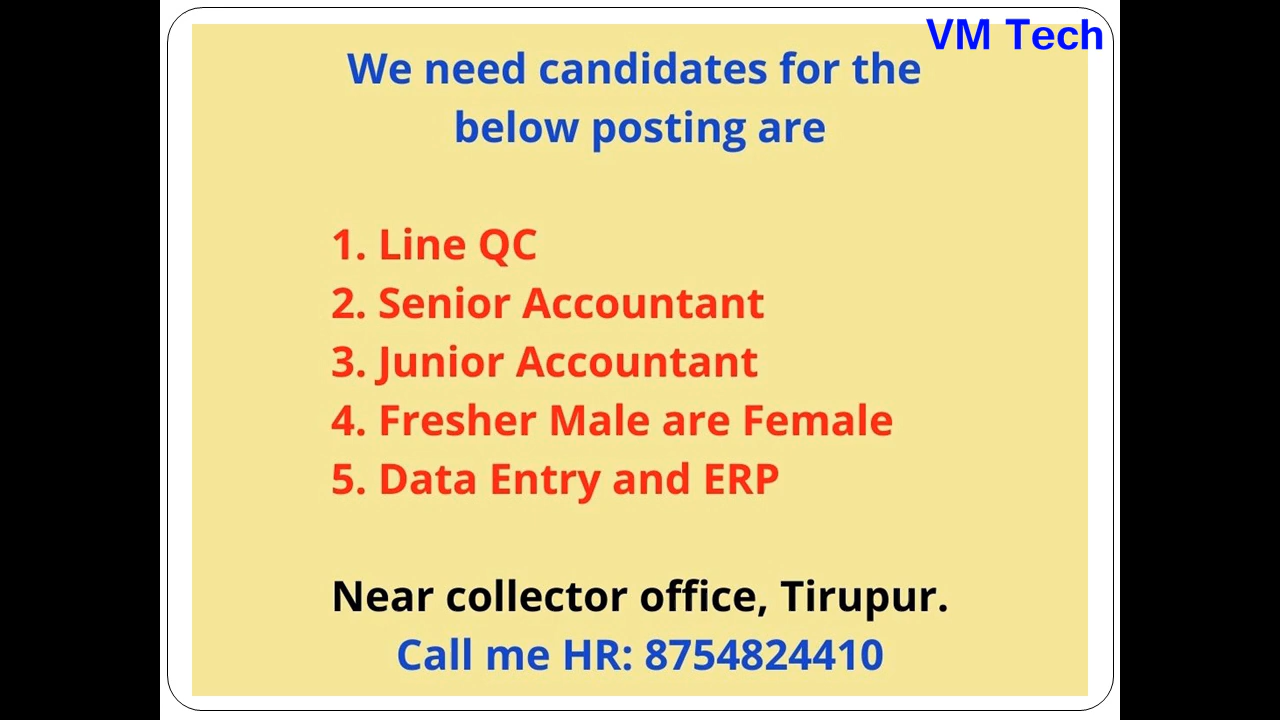 VM Tech
We need candidates for the
below posting are
1. Line QC
2. Senior Accountant
3. Junior Accountant
4. Fresher Male are Female
5. Data Entry and ERP
Near collector office, Tirupur.
Call me HR: 8754824410